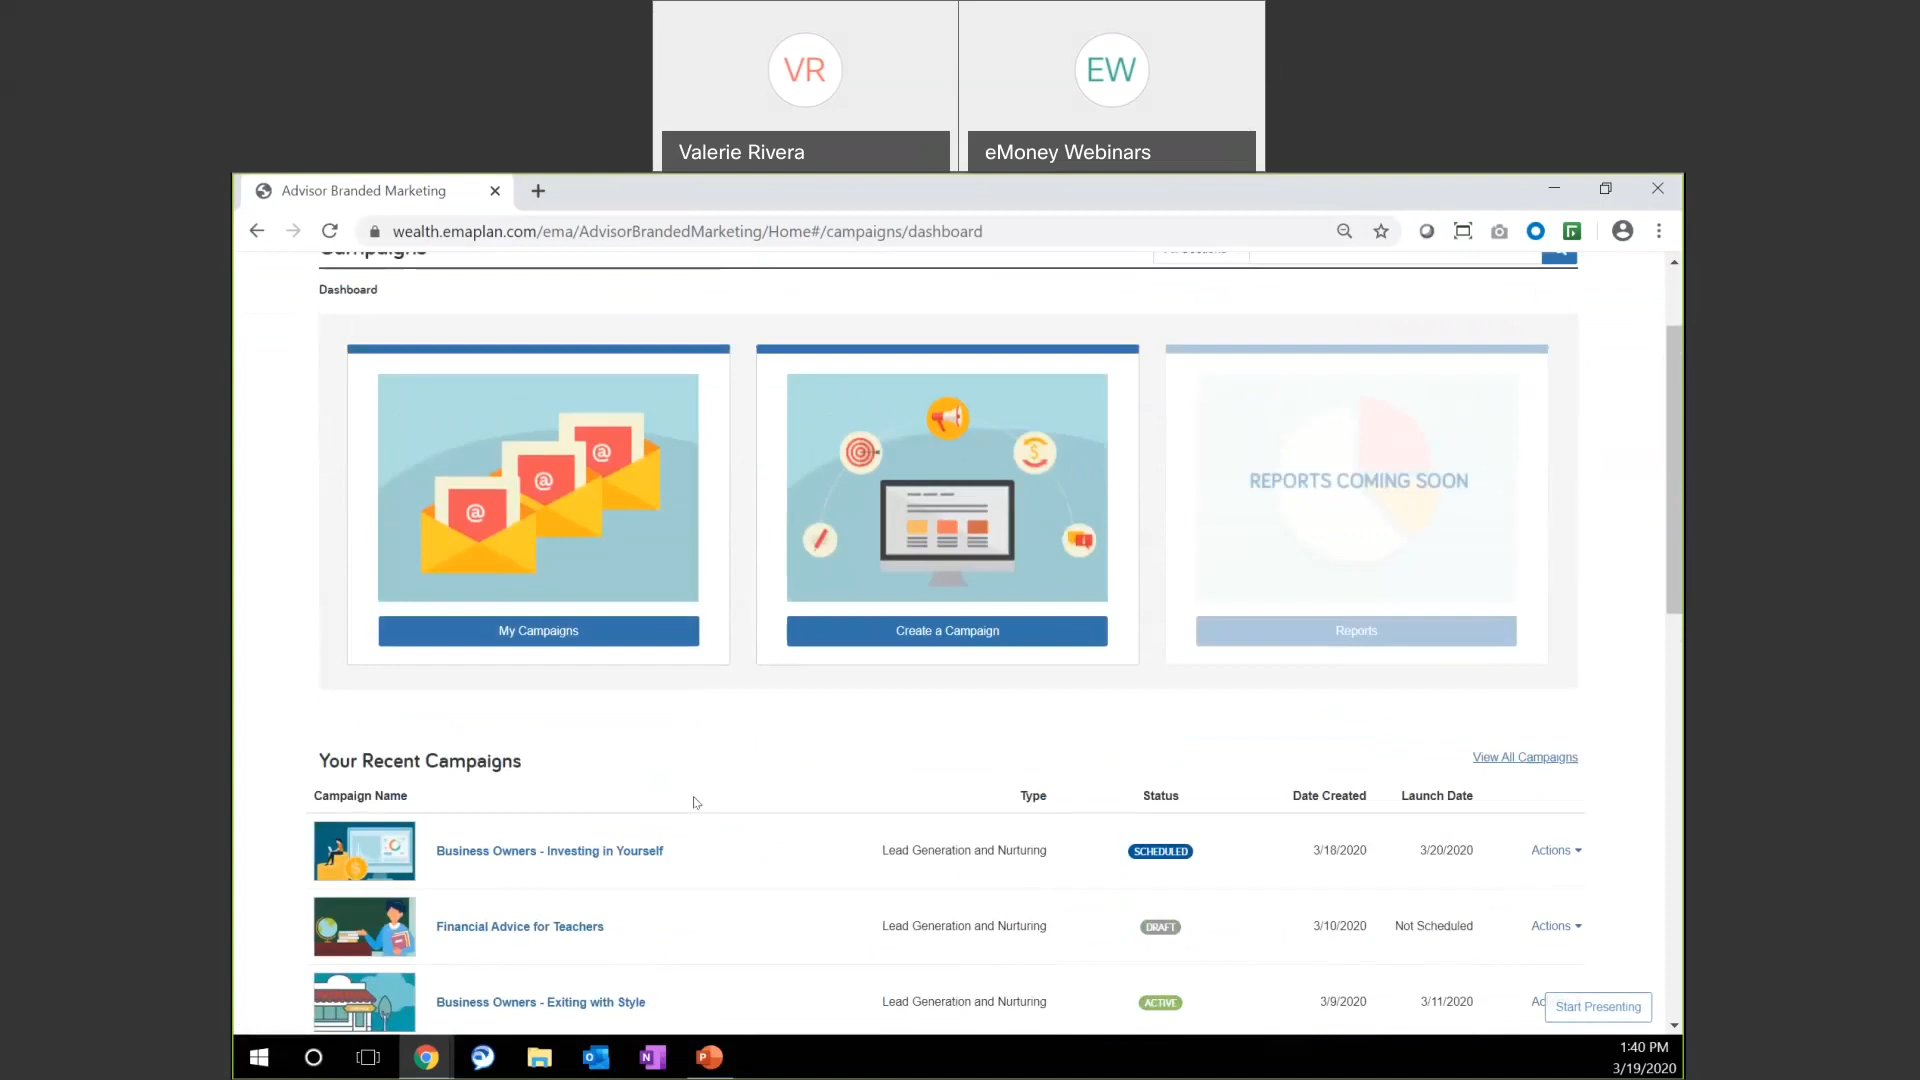 VR
EW
Valerie Rivera
eMoney Webinars
Advisor Branded Marketing
wealth.emaplan.com/ema/AdvisorBrandedMarketing/Home#/campaigns/dashboard
Campaigns
Dashboard
REPORTS COMING SOON
My Campaigns
Create a Campaign
Reports
Your Recent Campaigns
View All Campaigns
Campaign Name Type Status Date Created Launch Date
Business Owners - Investing in Yourself Lead Generation and Nurturing SCHEDULED 3/18/2020 3/20/2020 Actions
Financial Advice for Teachers Lead Generation and Nurturing DRAFT 3/10/2020 Not Scheduled Actions
Business Owners - Exiting with Style Lead Generation and Nurturing ACTIVE 3/9/2020 3/11/2020
Start Presenting
1:40 PM
3/19/2020